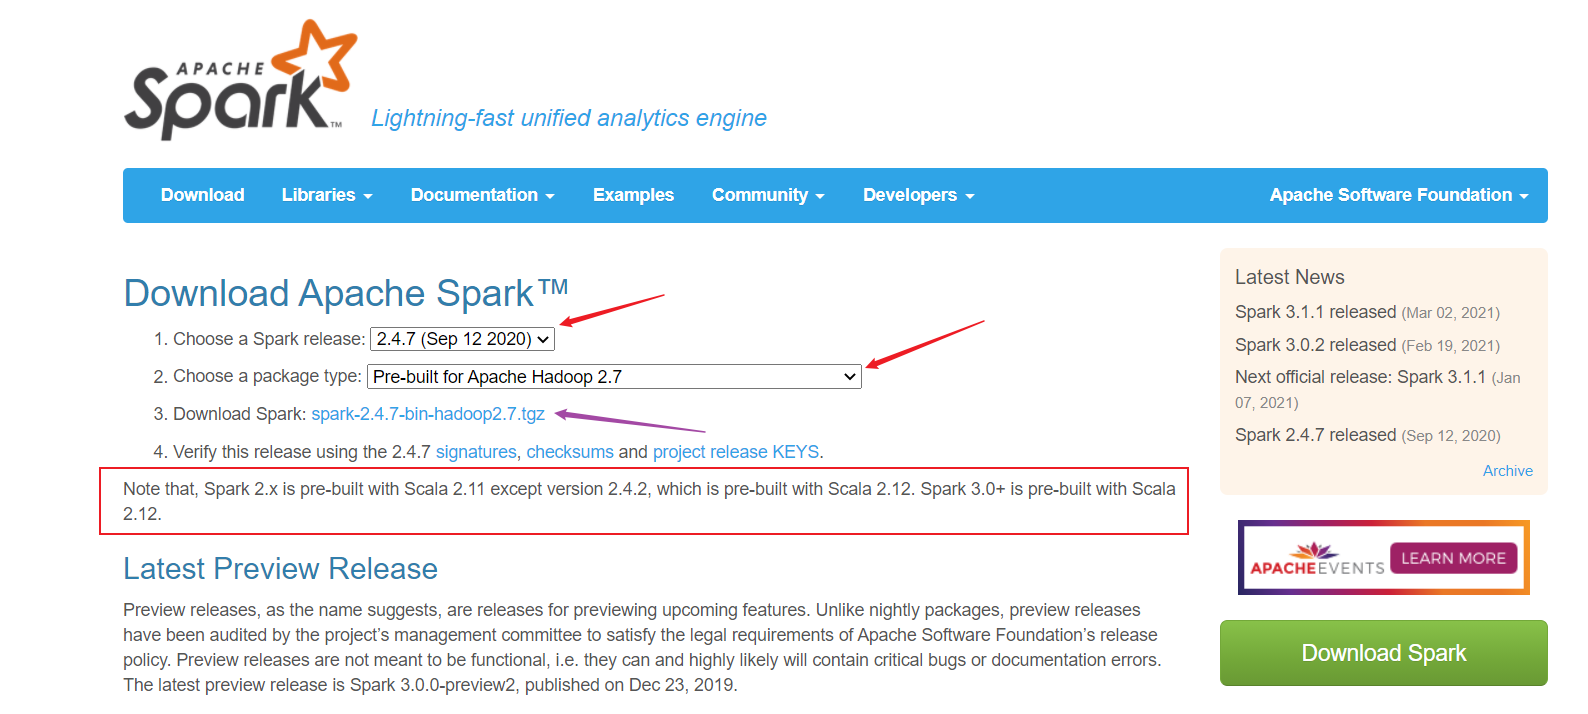 APACHE
Spark™
Lightning-fast unified analytics engine
Download Libraries Documentation Examples Community Developers Apache Software Foundation
Download Apache Spark™
1. Choose a Spark release: 2.4.7 (Sep 12 2020)
2. Choose a package type: Pre-built for Apache Hadoop 2.7
3. Download Spark: spark-2.4.7-bin-hadoop2.7.tgz
4. Verify this release using the 2.4.7 signatures, checksums and project release KEYS.
Note that, Spark 2.x is pre-built with Scala 2.11 except version 2.4.2, which is pre-built with Scala 2.12. Spark 3.0+ is pre-built with Scala
2.12.
Latest Preview Release
Preview releases, as the name suggests, are releases for previewing upcoming features. Unlike nightly packages, preview releases
have been audited by the project’s management committee to satisfy the legal requirements of Apache Software Foundation’s release
policy. Preview releases are not meant to be functional, i.e. they can and highly likely will contain critical bugs or documentation errors.
The latest preview release is Spark 3.0.0-preview2, published on Dec 23, 2019.
Latest News
Spark 3.1.1 released (Mar 02, 2021)
Spark 3.0.2 released (Feb 19, 2021)
Next official release: Spark 3.1.1 (Jan
07, 2021)
Spark 2.4.7 released (Sep 12, 2020)
Archive
APACHEEVENTS LEARN MORE
Download Spark